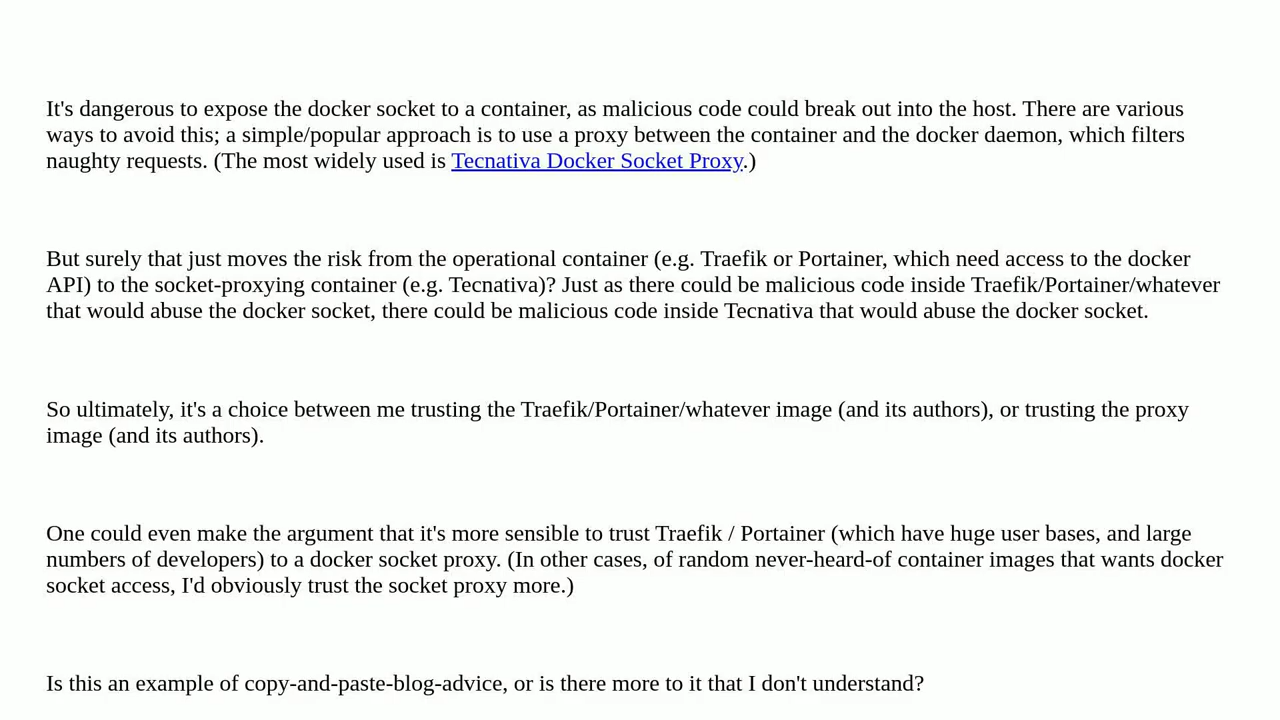 It's dangerous to expose the docker socket to a container, as malicious code could break out into the host. There are various
ways to avoid this; a simple/popular approach is to use a proxy between the container and the docker daemon, which filters
naughty requests. (The most widely used is Tecnativa Docker Socket Proxy.)
But surely that just moves the risk from the operational container (e.g. Traefik or Portainer, which need access to the docker
API) to the socket-proxying container (e.g. Tecnativa)? Just as there could be malicious code inside Traefik/Portainer/whatever
that would abuse the docker socket, there could be malicious code inside Tecnativa that would abuse the docker socket.
So ultimately, it's a choice between me trusting the Traefik/Portainer/whatever image (and its authors), or trusting the proxy
image (and its authors).
One could even make the argument that it's more sensible to trust Traefik / Portainer (which have huge user bases, and large
numbers of developers) to a docker socket proxy. (In other cases, of random never-heard-of container images that wants docker
socket access, I'd obviously trust the socket proxy more.)
Is this an example of copy-and-paste-blog-advice, or is there more to it that I don't understand?